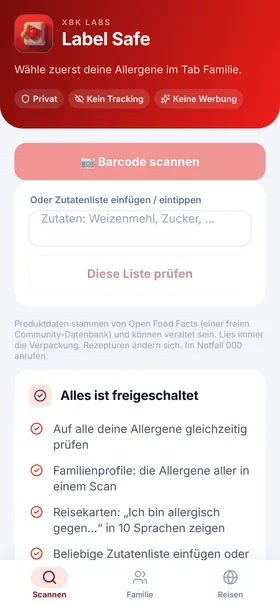 XBK LABS
Label Safe
Wähle zuerst deine Allergene im Tab Familie.
Privat
Kein Tracking
Keine Werbung
Barcode scannen
Oder Zutatenliste einfügen / eintippen
Zutaten: Weizenmehl, Zucker, ...
Diese Liste prüfen
Produktdaten stammen von Open Food Facts (einer freien
Community-Datenbank) und können veraltet sein. Lies immer
die Verpackung. Rezepturen ändern sich. Im Notfall 000
anrufen.
Alles ist freigeschaltet
Auf alle deine Allergene gleichzeitig
prüfen
Familienprofile: die Allergene aller in
einem Scan
Reisekarten: „Ich bin allergisch
gegen…“ in 10 Sprachen zeigen
Beliebige Zutatenliste einfügen oder
Scannen
Familie
Reisen